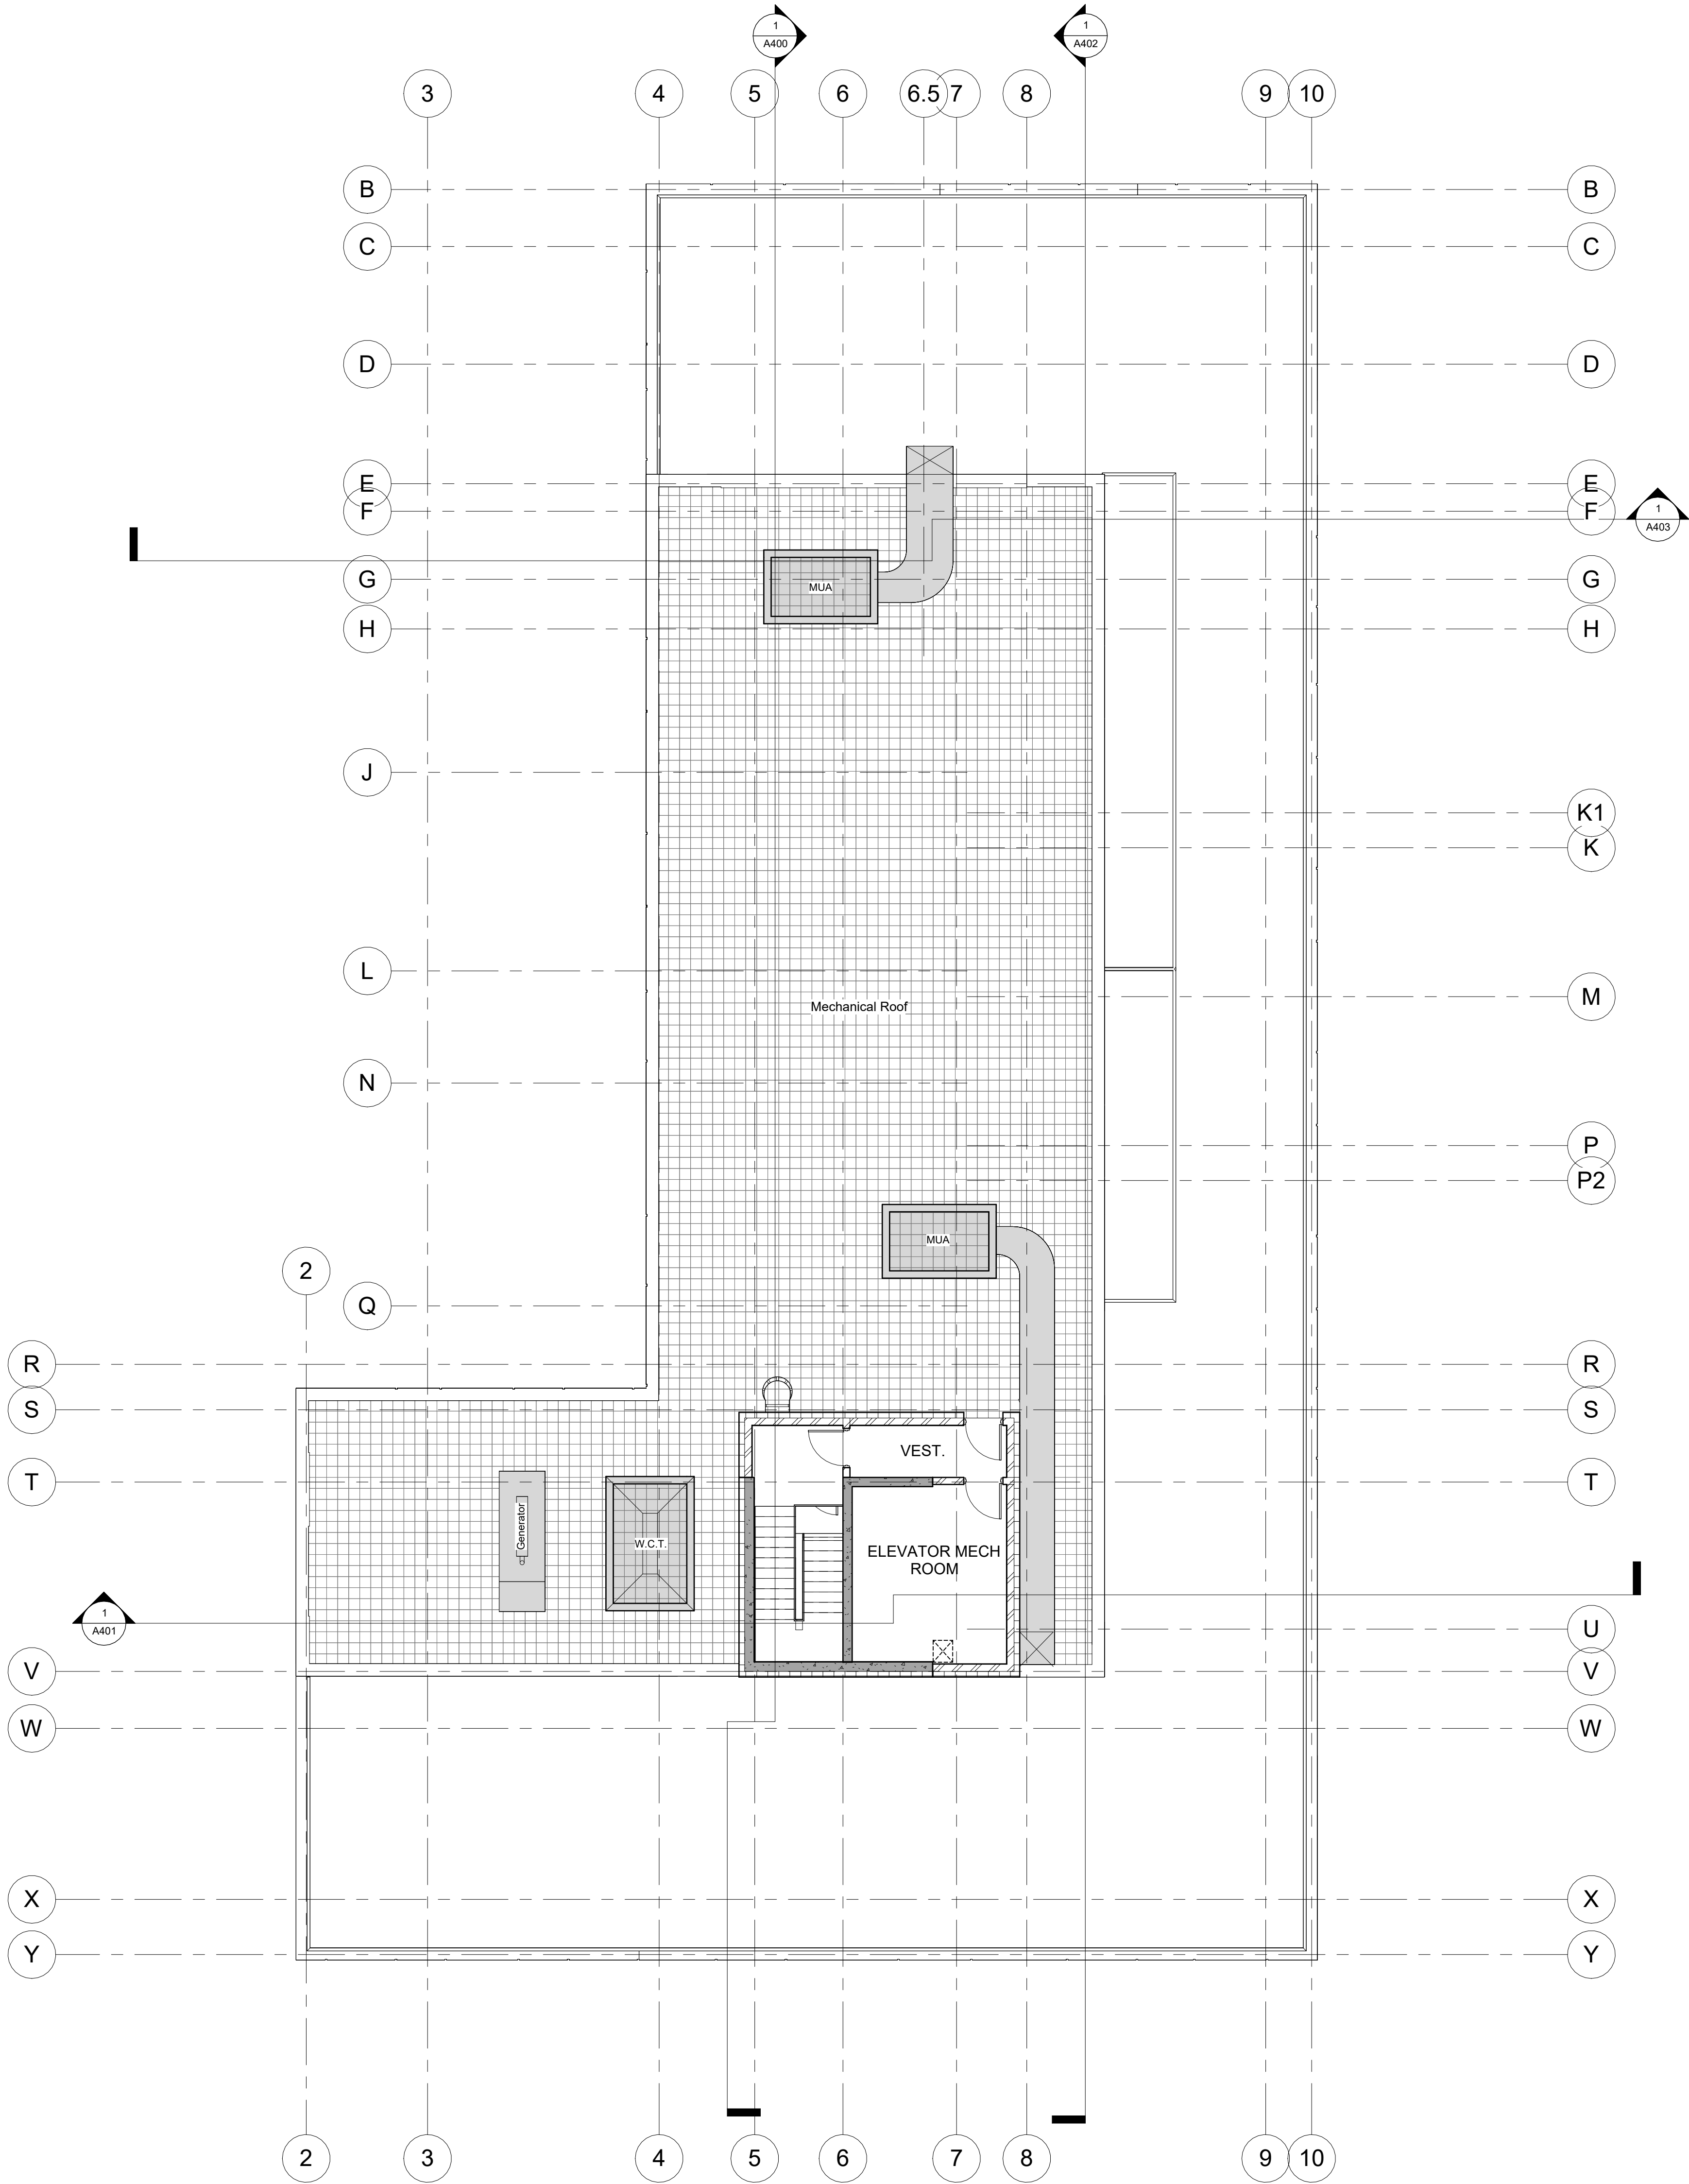 1
A400
1
A402
3
4
5
6
6.5
7
8
9
10
B
B
C
C
D
D
E
E
F
F
1
A403
G
MUA
G
H
H
J
K1
K
L
M
Mechanical Roof
N
P
P2
MUA
2
Q
R
R
S
S
VEST.
T
T
Generator
W.C.T.
ELEVATOR MECH
ROOM
1
A401
U
V
V
W
W
X
X
Y
Y
2
3
4
5
6
7
8
9
10